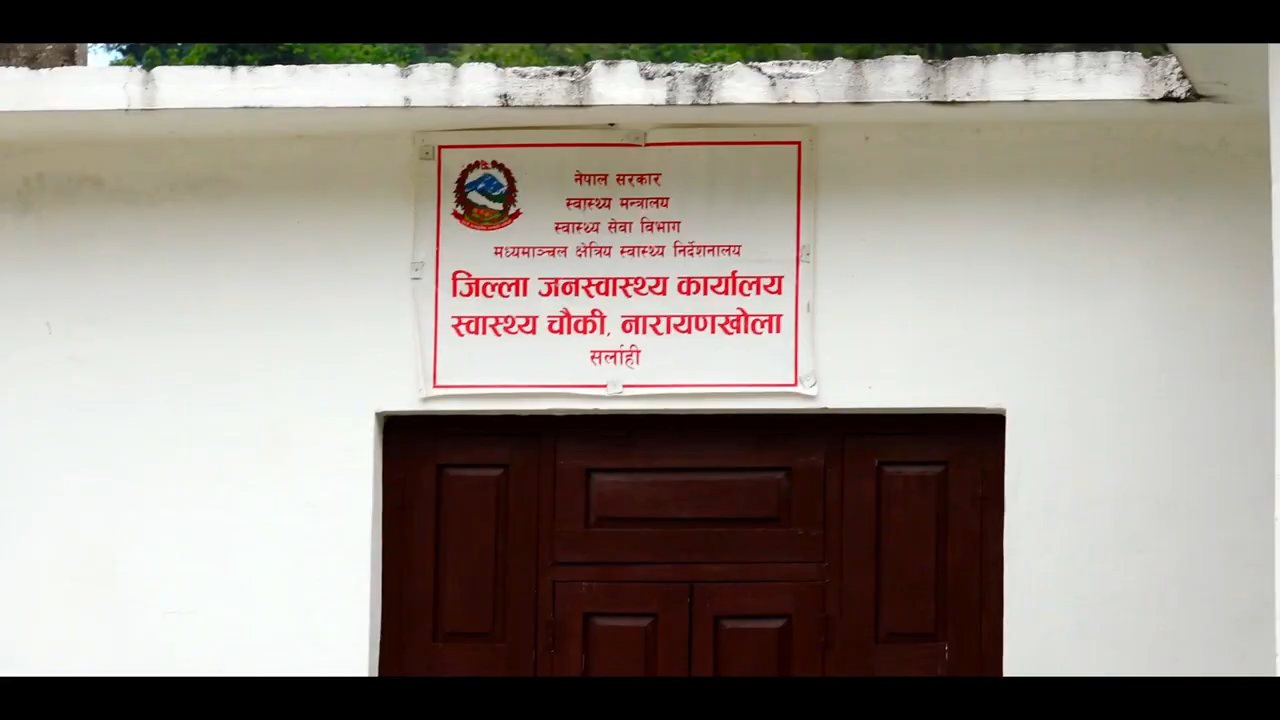 नेपाल सरकार
स्वास्थ्य मन्त्रालय
स्वास्थ्य सेवा विभाग
मध्यमाञ्चल क्षेत्रिय स्वास्थ्य निर्देशनालय
जिल्ला जनस्वास्थ्य कार्यालय
स्वास्थ्य चौकी, नारायणखोला
सर्लाही